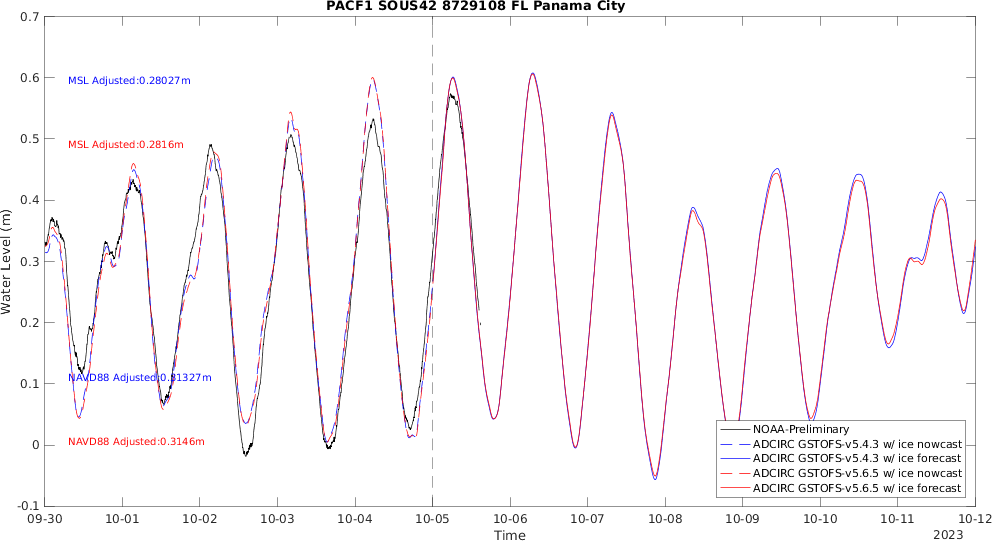 PACF1 SOUS42 8729108 FL Panama City
0.7
0.6
0.5
0.4
0.3
0.2
0.1
0
-0.1
Water Level (m)
MSL Adjusted:0.28027m
MSL Adjusted:0.2816m
NAVD88 Adjusted:0.31327m
NAVD88 Adjusted:0.3146m
NOAA-Preliminary
ADCIRC GSTOFS-v5.4.3 w/ ice nowcast
ADCIRC GSTOFS-v5.4.3 w/ ice forecast
ADCIRC GSTOFS-v5.6.5 w/ ice nowcast
ADCIRC GSTOFS-v5.6.5 w/ ice forecast
09-30 10-01 10-02 10-03 10-04 10-05 10-06 10-07 10-08 10-09 10-10 10-11 10-12
Time
2023